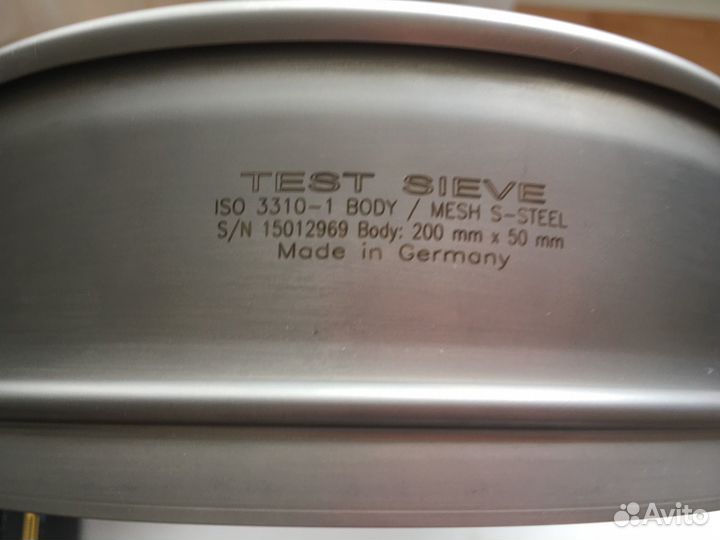 TEST SIEVE
ISO 3310-1 BODY / MESH S-STEEL
S/N 15012969 Body: 200 mm x 50 mm
Made in Germany
Avito